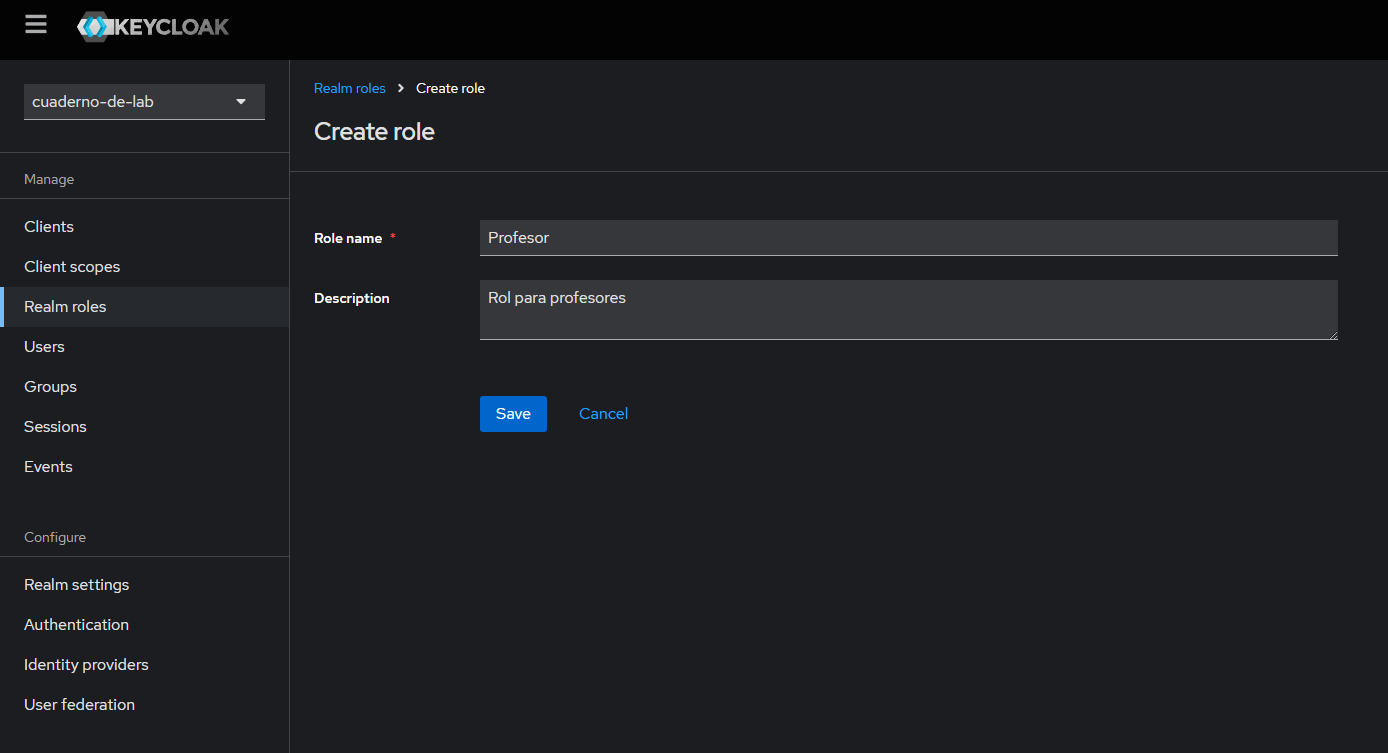 KEYCLOAK
cuaderno-de-lab
Manage
Clients
Client scopes
Realm roles
Users
Groups
Sessions
Events
Configure
Realm settings
Authentication
Identity providers
User federation
Realm roles > Create role
Create role
Role name *
Profesor
Description
Rol para profesores
Save
Cancel